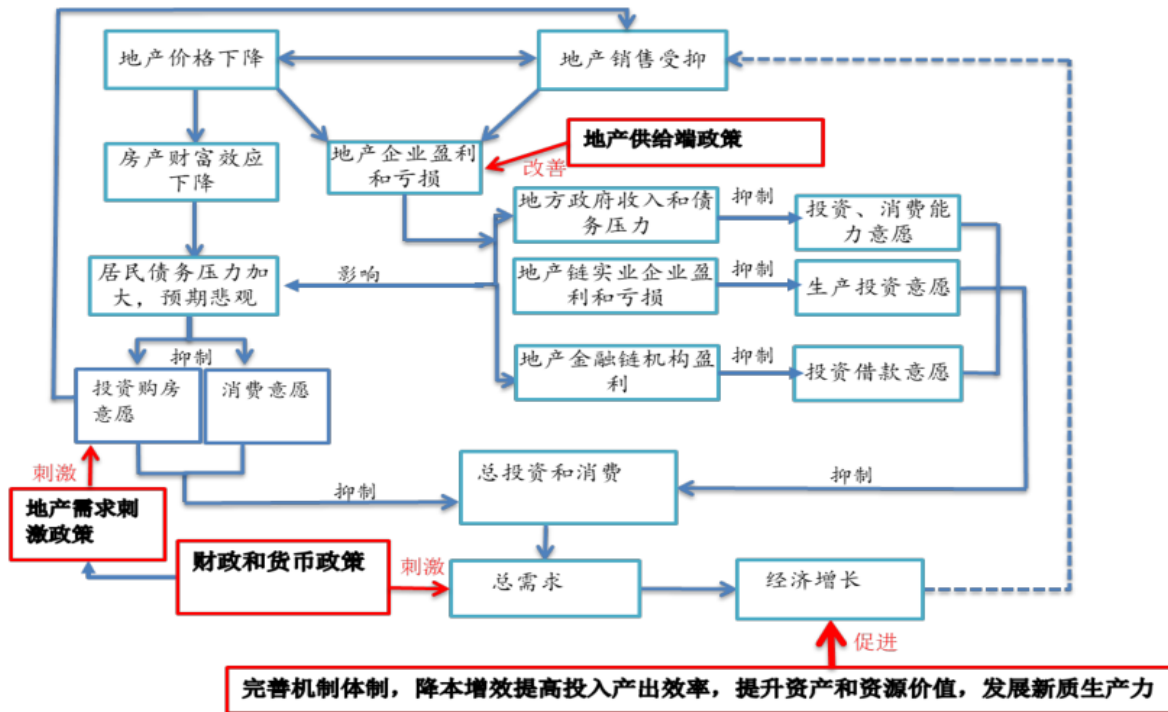 地产价格下降
地产销售受抑
地产供给端政策
房产财富效应
下降
地产企业盈利
和亏损
改善
地方政府收入和债
务压力
抑制
投资、消费能
力意愿
居民债务压力加
大，预期悲观
影响
地产链实业企业盈
利和亏损
抑制
生产投资意愿
抑制
地产金融链机构盈
利
抑制
投资借款意愿
投资购房
意愿
消费意愿
刺激
总投资和消费
抑制
抑制
地产需求刺
激政策
财政和货币政策
刺激
总需求
经济增长
促进
完善机制体制，降本增效提高投入产出效率，提升资产和资源价值，发展新质生产力